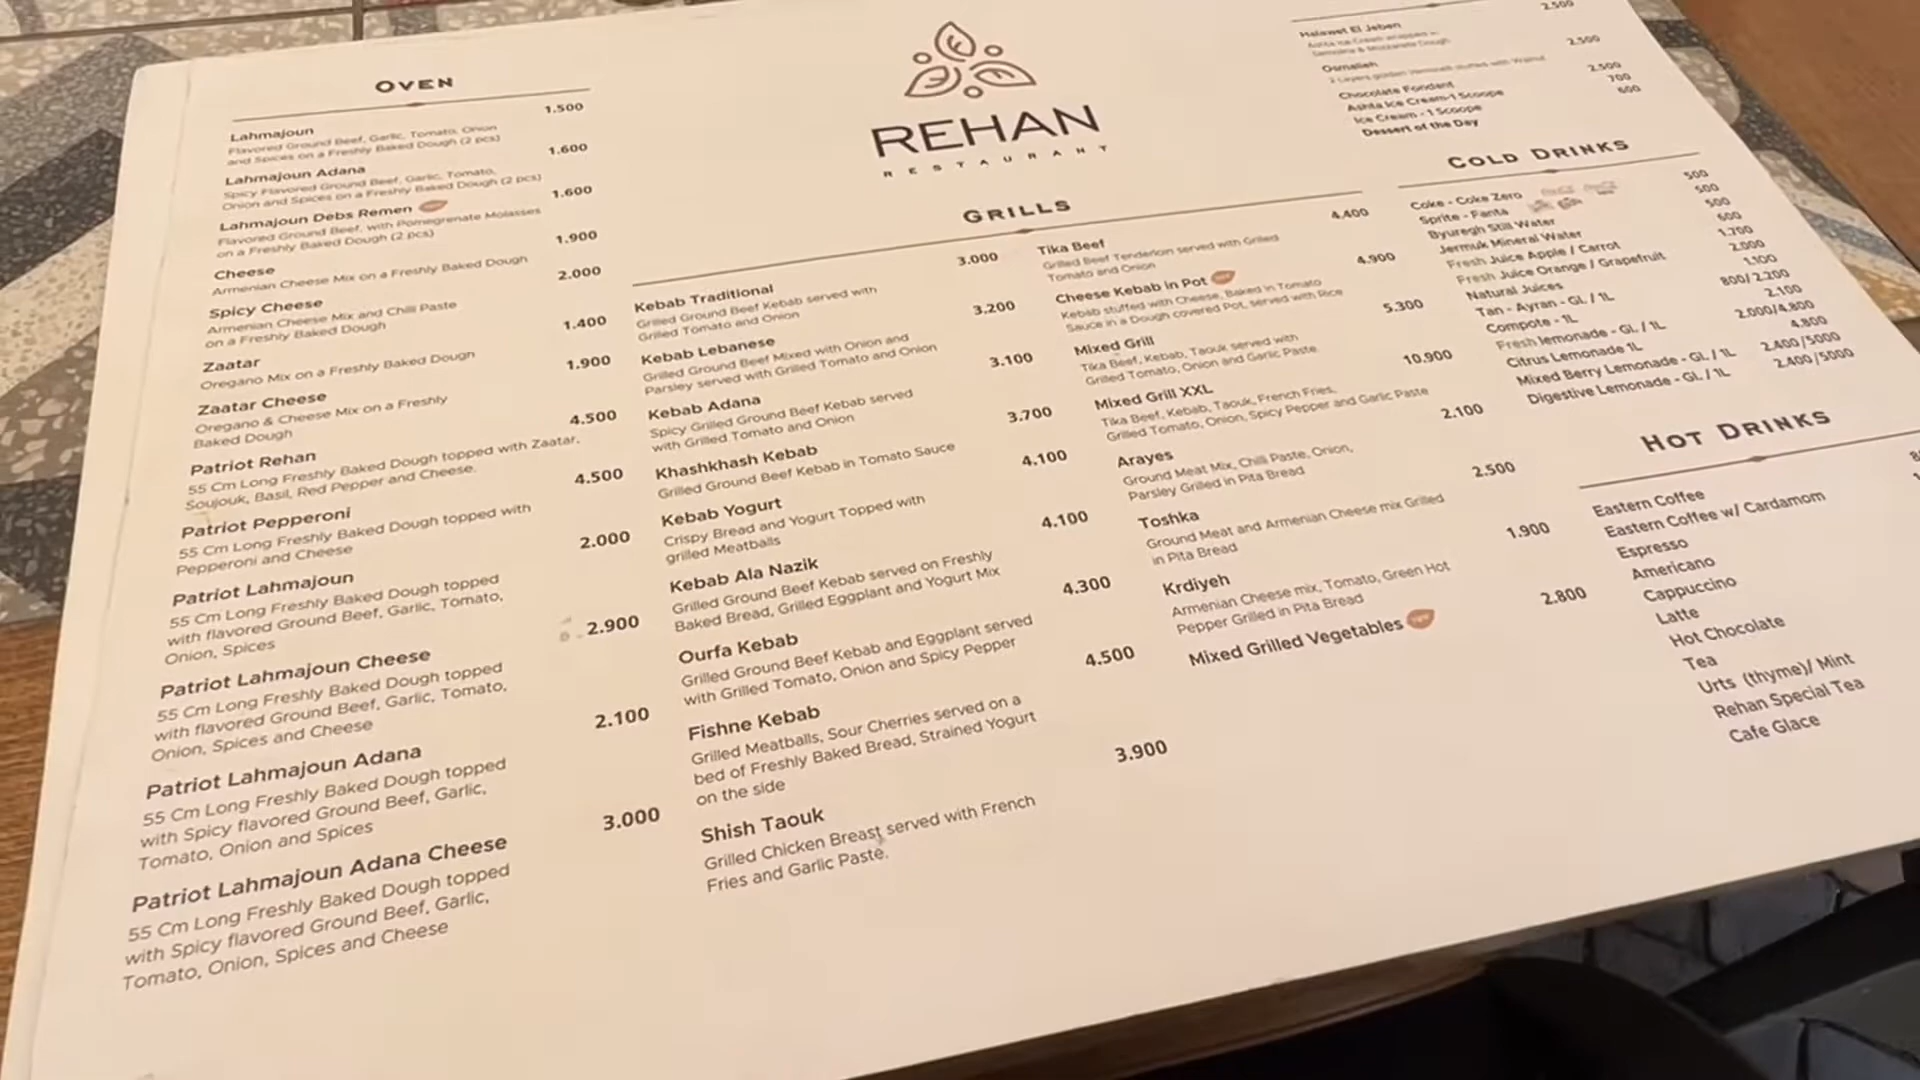 OVEN
Lahmajoun 1.500
Flavored Ground Beef, Garlic, Tomato, Onion
and Spices on a Freshly Baked Dough (2 pcs)
Lahmajoun Adana 1.600
Spicy Flavored Ground Beef, Garlic, Tomato,
Onion and Spices on a Freshly Baked Dough (2 pcs)
Lahmajoun Debs Remen 1.600
Flavored Ground Beef, with Pomegrenate Molasses
on a Freshly Baked Dough (2 pcs)
Cheese 1.900
Armenian Cheese Mix on a Freshly Baked Dough
Spicy Cheese 2.000
Armenian Cheese Mix and Chili Paste
on a Freshly Baked Dough
Zaatar 1.400
Oregano Mix on a Freshly Baked Dough
Zaatar Cheese 1.900
Oregano & Cheese Mix on a Freshly
Baked Dough
Patriot Rehan 4.500
55 Cm Long Freshly Baked Dough topped with Zaatar,
Soujouk, Basil, Red Pepper and Cheese.
Patriot Pepperoni 4.500
55 Cm Long Freshly Baked Dough topped with
Pepperoni and Cheese
Patriot Lahmajoun 2.000
55 Cm Long Freshly Baked Dough topped
with flavored Ground Beef, Garlic, Tomato,
Onion, Spices
Patriot Lahmajoun Cheese 2.900
55 Cm Long Freshly Baked Dough topped
with flavored Ground Beef, Garlic, Tomato,
Onion, Spices and Cheese
Patriot Lahmajoun Adana 2.100
55 Cm Long Freshly Baked Dough topped
with Spicy flavored Ground Beef, Garlic,
Tomato, Onion and Spices
Patriot Lahmajoun Adana Cheese 3.000
55 Cm Long Freshly Baked Dough topped
with Spicy flavored Ground Beef, Garlic,
Tomato, Onion, Spices and Cheese
REHAN
RESTAURANT
GRILLS
Kebab Traditional 3.000
Grilled Ground Beef Kebab served with
Grilled Tomato and Onion
Kebab Lebanese 3.200
Grilled Ground Beef Mixed with Onion and
Parsley served with Grilled Tomato and Onion
Kebab Adana 3.100
Spicy Grilled Ground Beef Kebab served
with Grilled Tomato and Onion
Khashkhash Kebab 3.700
Grilled Ground Beef Kebab in Tomato Sauce
Kebab Yogurt 4.100
Crispy Bread and Yogurt Topped with
grilled Meatballs
Kebab Ala Nazik 4.100
Grilled Ground Beef Kebab served on Freshly
Baked Bread, Grilled Eggplant and Yogurt Mix
Ourfa Kebab 4.300
Grilled Ground Beef Kebab and Eggplant served
with Grilled Tomato, Onion and Spicy Pepper
Fishne Kebab 4.500
Grilled Meatballs, Sour Cherries served on a
bed of Freshly Baked Bread, Strained Yogurt
on the side
Shish Taouk 3.900
Grilled Chicken Breast served with French
Fries and Garlic Paste.
Tika Beef 4.400
Grilled Beef Tenderloin served with Grilled
Tomato and Onion
Cheese Kebab in Pot 4.900
Kebab stuffed with Cheese, Baked in Tomato
Sauce in a Dough covered Pot, served with Rice
Mixed Grill 5.300
Tika Beef, Kebab, Taouk served with
Grilled Tomato, Onion and Garlic Paste
Mixed Grill XXL 10.900
Tika Beef, Kebab, Taouk, French Fries,
Grilled Tomato, Onion, Spicy Pepper and Garlic Paste
Arayes 2.100
Ground Meat Mix, Chilli Paste, Onion,
Parsley Grilled in Pita Bread
Toshka 2.500
Ground Meat and Armenian Cheese mix Grilled
in Pita Bread
Krdiyeh 1.900
Armenian Cheese mix, Tomato, Green Hot
Pepper Grilled in Pita Bread
Mixed Grilled Vegetables 2.800
2.500
Halawet El Jeben 2.500
Ashta Ice Cream wrapped in
Semolina & Mozzarella Dough
Osmalieh 2.500
2 Layers golden Vermicelli stuffed with Walnut
Chocolate Fondant
Ashta Ice Cream-1 Scoope 700
Ice Cream - 1 Scoope 600
Dessert of the Day
COLD DRINKS
Coke - Coke Zero 500
Sprite - Fanta 500
Byuregh Still Water 500
Jermuk Mineral Water 600
Fresh Juice Apple / Carrot 1.700
Fresh Juice Orange / Grapefruit 2.000
Natural Juices 1.100
Tan - Ayran - Gl. / 1L 800/2.200
Compote - 1L 2.100
Fresh lemonade - Gl. / 1L 2.000/4.800
Citrus Lemonade 1L 4.800
Mixed Berry Lemonade - Gl. / 1L 2.400/5000
Digestive Lemonade - Gl. / 1L 2.400/5000
HOT DRINKS
Eastern Coffee
Eastern Coffee w/ Cardamom
Espresso
Americano
Cappuccino
Latte
Hot Chocolate
Tea
Urts (thyme)/ Mint
Rehan Special Tea
Cafe Glace